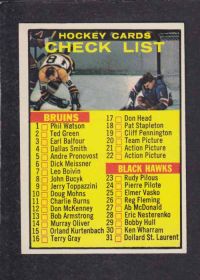 HOCKEY CARDS
CHECK LIST
BRUINS
1 Phil Watson
2 Ted Green
3 Earl Balfour
4 Dallas Smith
5 Andre Pronovost
6 Dick Meissner
7 Leo Boivin
8 John Bucyk
9 Jerry Toppazzini
10 Doug Mohns
11 Charlie Burns
12 Don McKenney
13 Bob Armstrong
14 Murray Oliver
15 Orland Kurtenbach
16 Terry Gray
17 Don Head
18 Pat Stapleton
19 Cliff Pennington
20 Team Picture
21 Action Picture
22 Action Picture
BLACK HAWKS
23 Rudy Pilous
24 Pierre Pilote
25 Elmer Vasko
26 Reg Fleming
27 Ab McDonald
28 Eric Nesterenko
29 Bobby Hull
30 Ken Wharram
31 Dollard St. Laurent